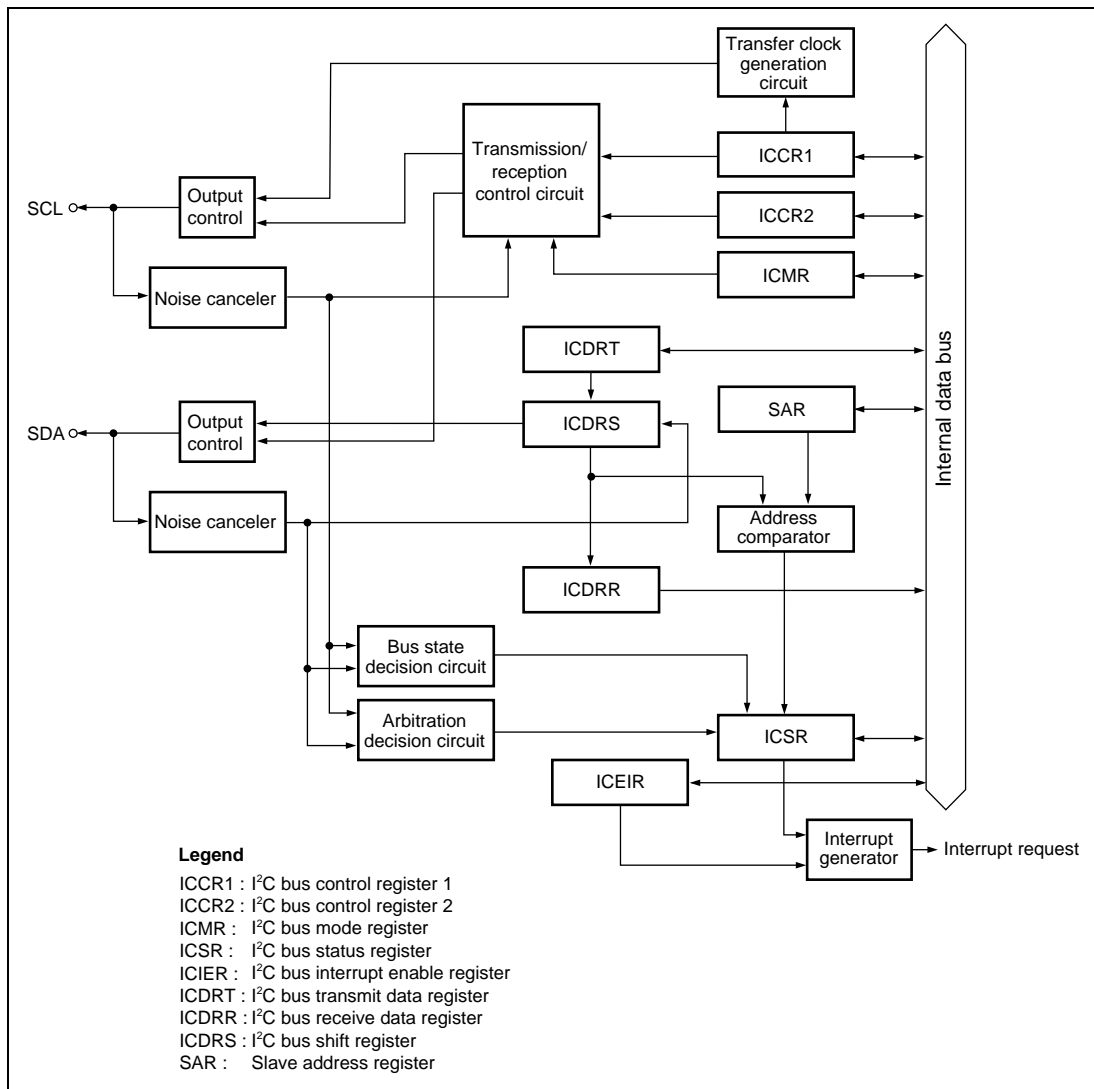 Transfer clock
generation
circuit
Transmission/
reception
control circuit
ICCR1
SCL
Output
control
ICCR2
Noise canceler
ICMR
ICDRT
SDA
Output
control
ICDRS
SAR
Internal data bus
Noise canceler
Address
comparator
ICDRR
Bus state
decision circuit
Arbitration
decision circuit
ICSR
ICEIR
Interrupt
generator
Interrupt request
Legend
ICCR1 : I²C bus control register 1
ICCR2 : I²C bus control register 2
ICMR : I²C bus mode register
ICSR : I²C bus status register
ICIER : I²C bus interrupt enable register
ICDRT : I²C bus transmit data register
ICDRR : I²C bus receive data register
ICDRS : I²C bus shift register
SAR : Slave address register